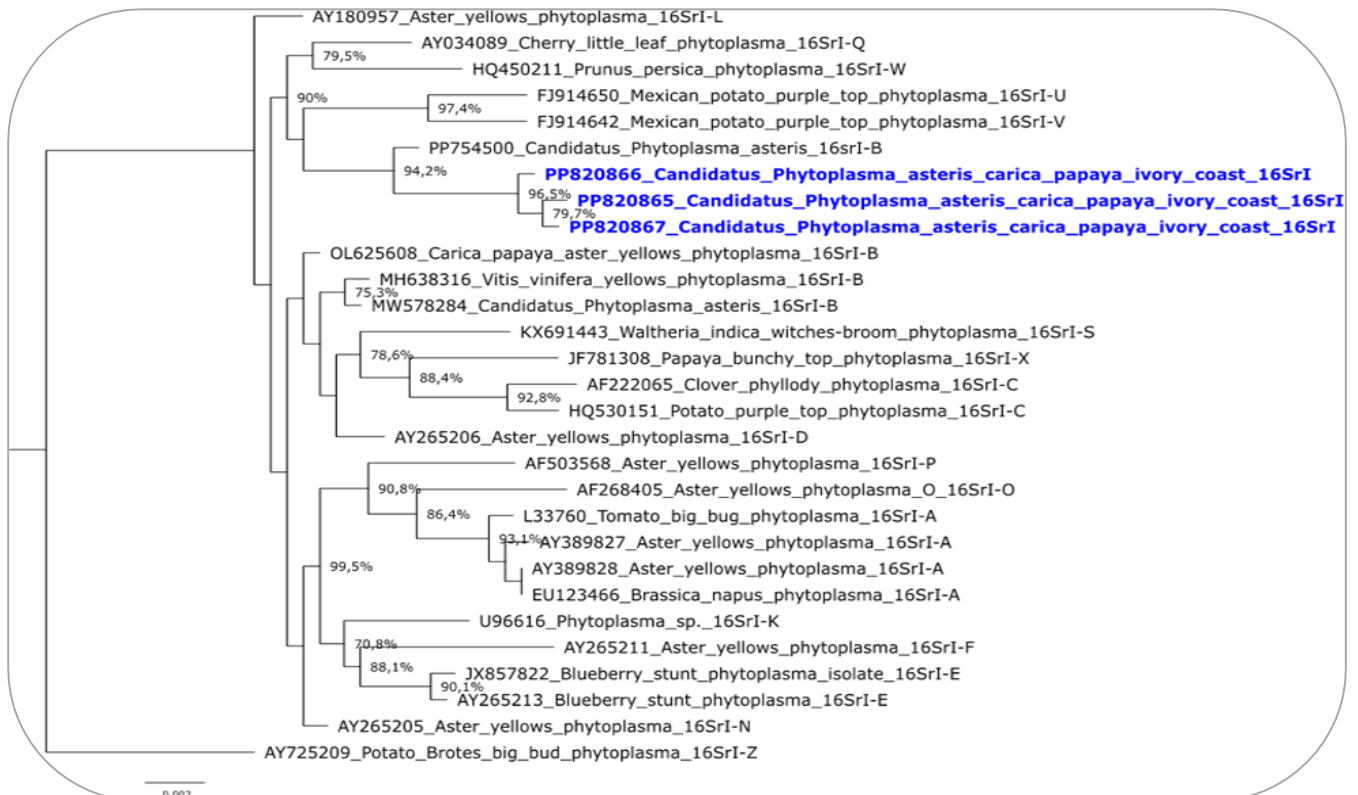 AY180957_Aster_yellows_phytoplasma_16SrI-L
AY034089_Cherry_little_leaf_phytoplasma_16SrI-Q
79,5%
HQ450211_Prunus_persica_phytoplasma_16SrI-W
90%
FJ914650_Mexican_potato_purple_top_phytoplasma_16SrI-U
97,4%
FJ914642_Mexican_potato_purple_top_phytoplasma_16SrI-V
PP754500_Candidatus_Phytoplasma_asteris_16srI-B
94,2%
PP820866_Candidatus_Phytoplasma_asteris_carica_papaya_ivory_coast_16SrI
96,5%
PP820865_Candidatus_Phytoplasma_asteris_carica_papaya_ivory_coast_16SrI
79,7%
PP820867_Candidatus_Phytoplasma_asteris_carica_papaya_ivory_coast_16SrI
OL625608_Carica_papaya_aster_yellows_phytoplasma_16SrI-B
MH638316_Vitis_vinifera_yellows_phytoplasma_16SrI-B
75,3%
MW578284_Candidatus_Phytoplasma_asteris_16SrI-B
KX691443_Waltheria_indica_witches-broom_phytoplasma_16SrI-S
78,6%
JF781308_Papaya_bunchy_top_phytoplasma_16SrI-X
88,4%
AF222065_Clover_phyllody_phytoplasma_16SrI-C
92,8%
HQ530151_Potato_purple_top_phytoplasma_16SrI-C
AY265206_Aster_yellows_phytoplasma_16SrI-D
AF503568_Aster_yellows_phytoplasma_16SrI-P
90,8%
AF268405_Aster_yellows_phytoplasma_O_16SrI-O
86,4%
L33760_Tomato_big_bug_phytoplasma_16SrI-A
93,1%
AY389827_Aster_yellows_phytoplasma_16SrI-A
99,5%
AY389828_Aster_yellows_phytoplasma_16SrI-A
EU123466_Brassica_napus_phytoplasma_16SrI-A
U96616_Phytoplasma_sp._16SrI-K
70,8%
AY265211_Aster_yellows_phytoplasma_16SrI-F
88,1%
JX857822_Blueberry_stunt_phytoplasma_isolate_16SrI-E
90,1%
AY265213_Blueberry_stunt_phytoplasma_16SrI-E
AY265205_Aster_yellows_phytoplasma_16SrI-N
AY725209_Potato_Brotes_big_bud_phytoplasma_16SrI-Z